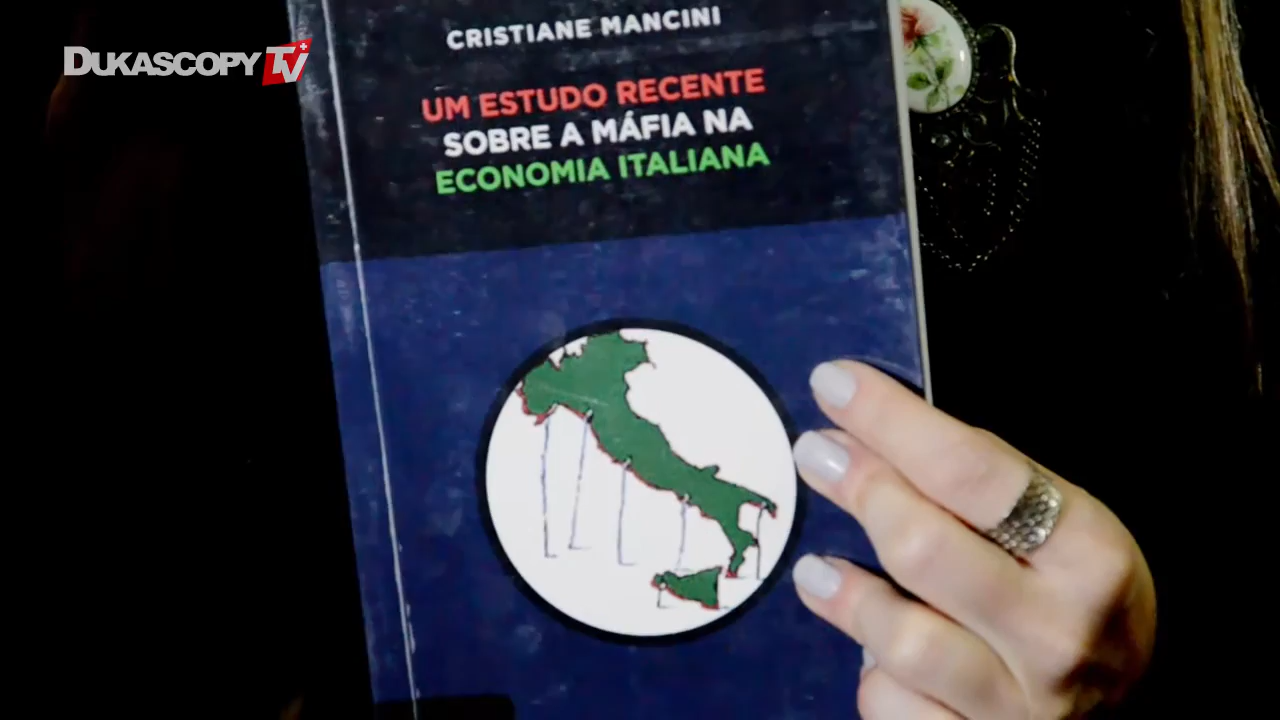 DUKASCOPY TV
CRISTIANE MANCINI
UM ESTUDO RECENTE
SOBRE A MÁFIA NA
ECONOMIA ITALIANA